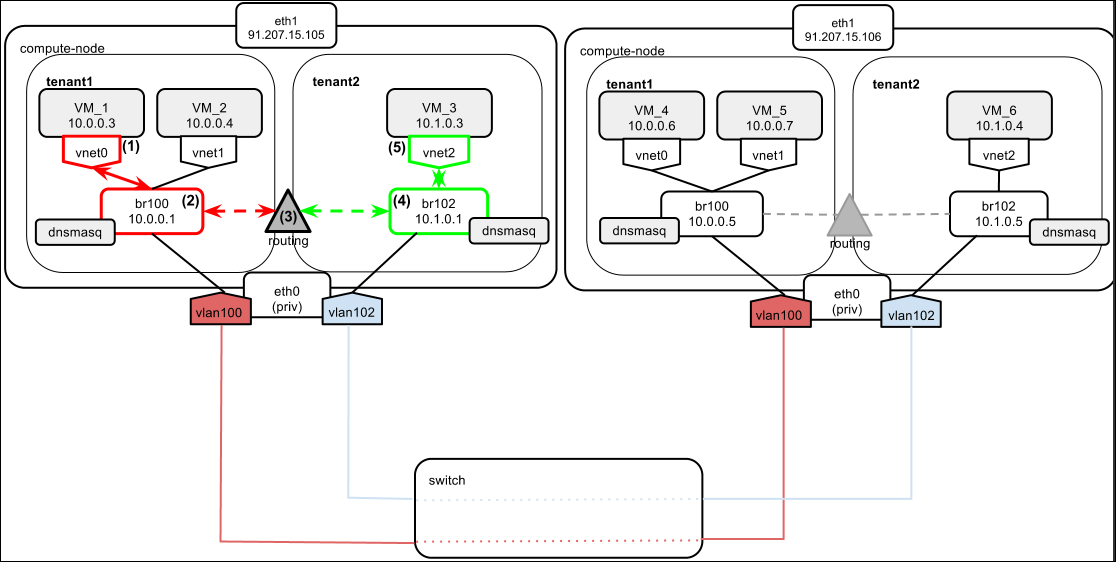 eth1
91.207.15.105
compute-node
tenant1
tenant2
VM_1
10.0.0.3
VM_2
10.0.0.4
VM_3
10.1.0.3
vnet0
(1)
vnet1
(5)
vnet2
br100
10.0.0.1
(2)
(3)
routing
(4)
br102
10.1.0.1
dnsmasq
dnsmasq
eth0
(priv)
vlan100
vlan102
eth1
91.207.15.106
compute-node
tenant1
tenant2
VM_4
10.0.0.6
VM_5
10.0.0.7
VM_6
10.1.0.4
vnet0
vnet1
vnet2
br100
10.0.0.5
routing
br102
10.1.0.5
dnsmasq
dnsmasq
eth0
(priv)
vlan100
vlan102
switch